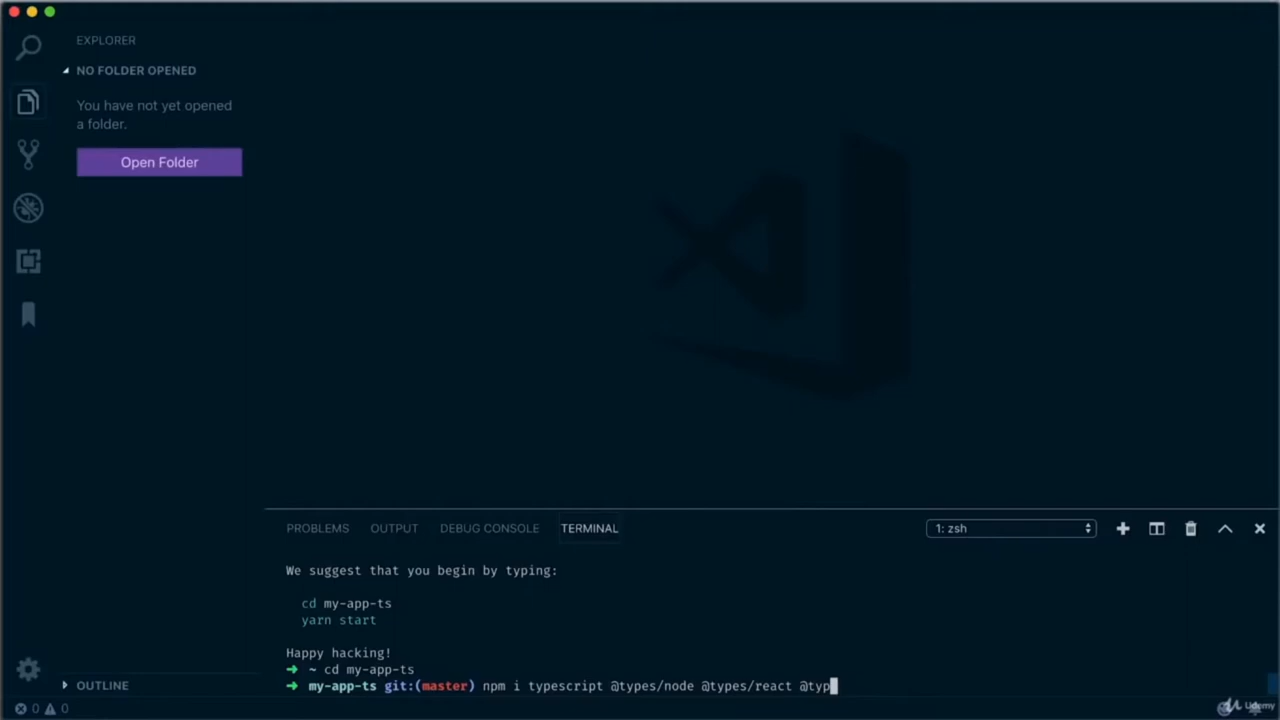 EXPLORER
NO FOLDER OPENED
You have not yet opened
a folder.
Open Folder
PROBLEMS OUTPUT DEBUG CONSOLE TERMINAL
1: zsh
We suggest that you begin by typing:
cd my-app-ts
yarn start
Happy hacking!
➜ ~ cd my-app-ts
➜ my-app-ts git:(master) npm i typescript @types/node @types/react @typ
OUTLINE
0 0
Udemy